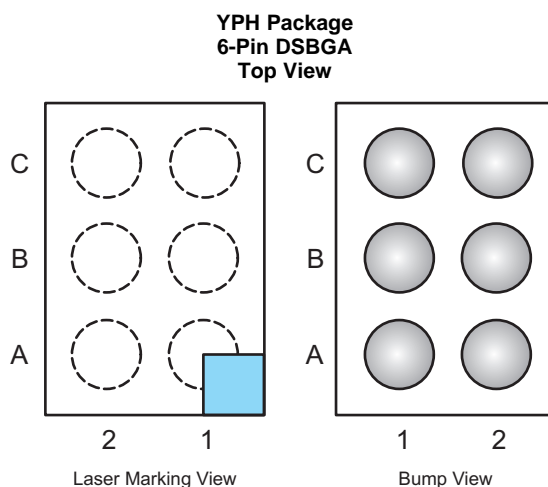 YPH Package
6-Pin DSBGA
Top View
C
B
A
2 1
Laser Marking View
C
B
A
1 2
Bump View